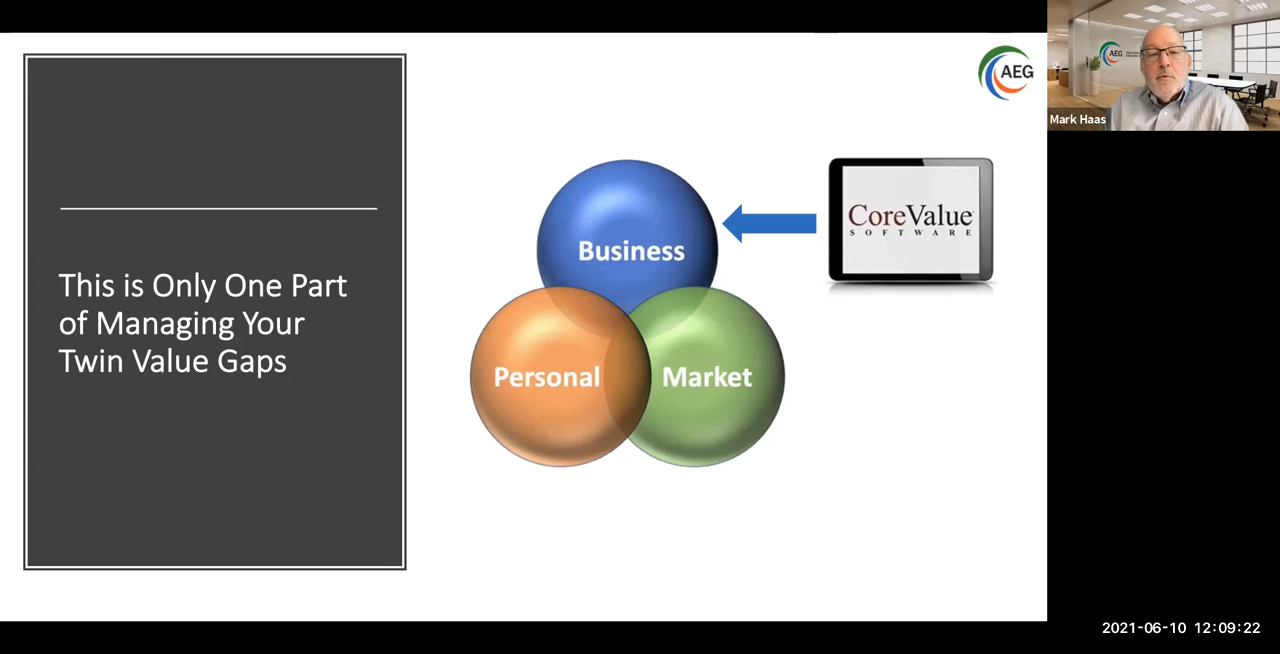 This is Only One Part
of Managing Your
Twin Value Gaps
Business
Personal
Market
CoreValue
SOFTWARE
AEG
AEG
Mark Haas
2021-06-10 12:09:22